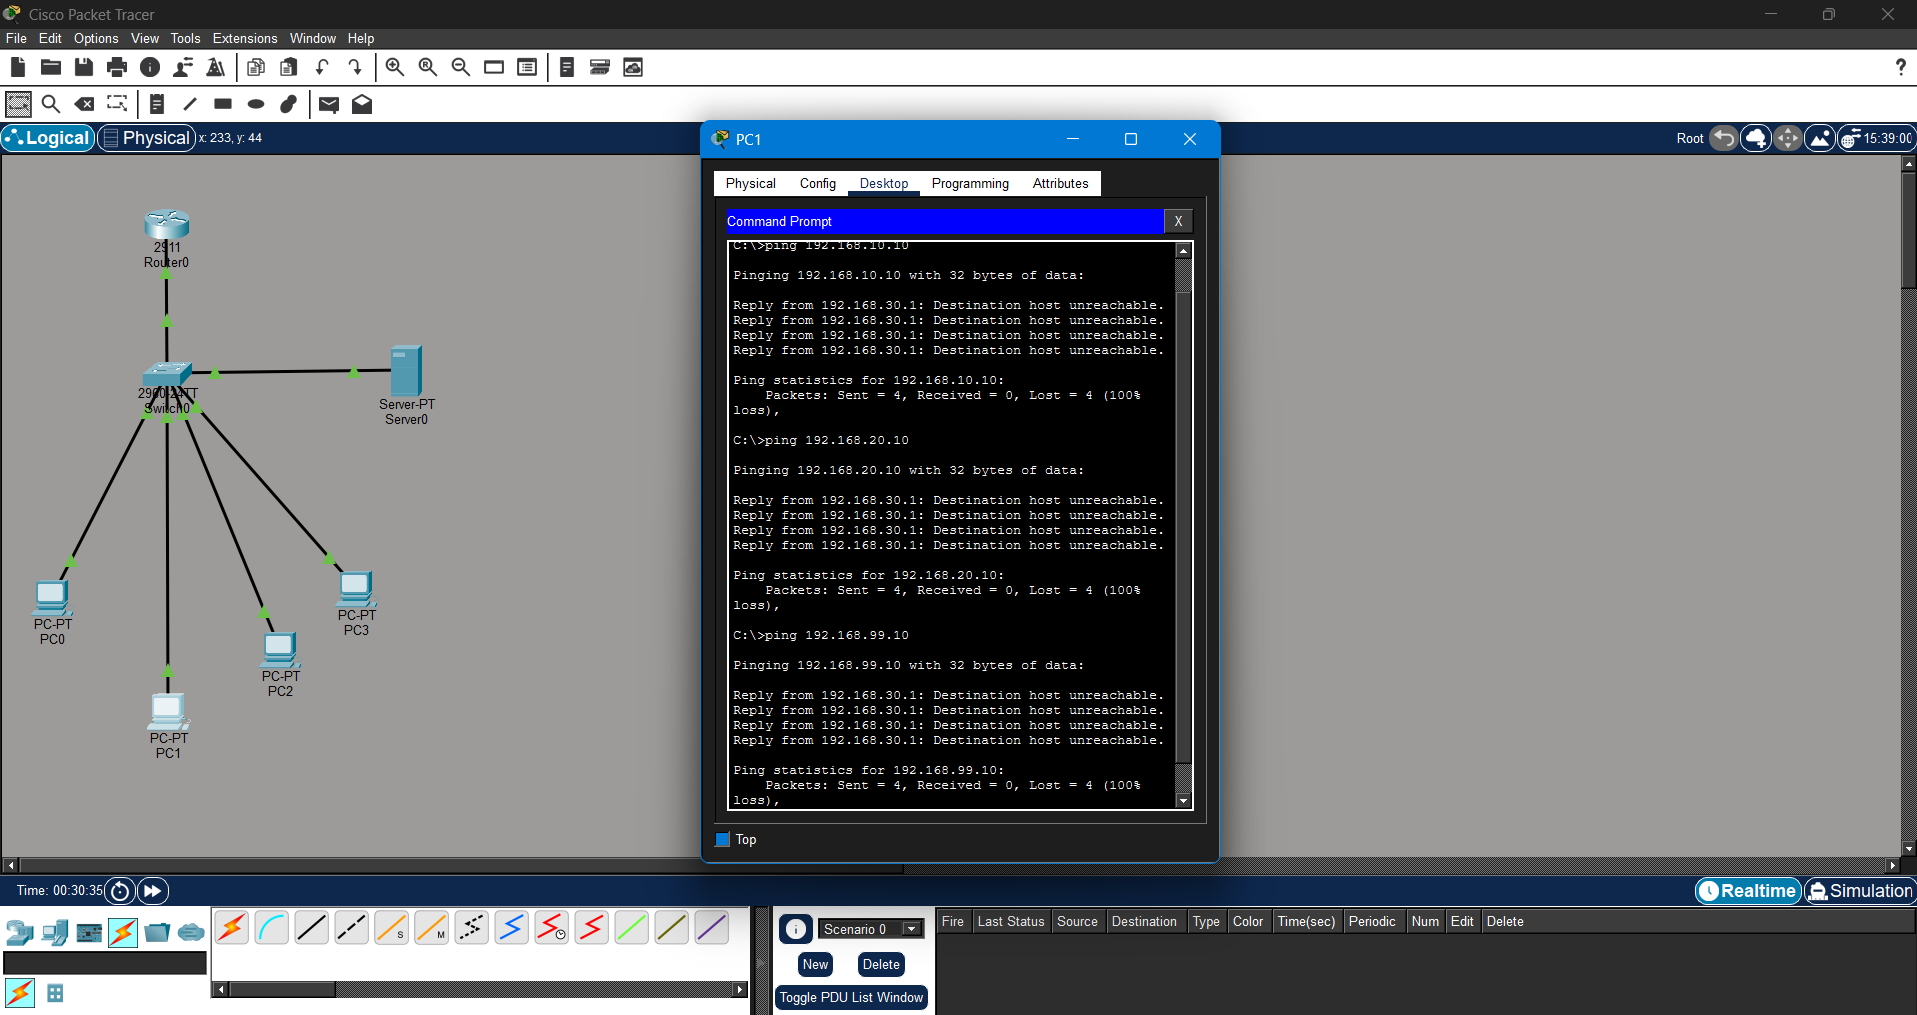 Cisco Packet Tracer
File Edit Options View Tools Extensions Window Help
?
Logical Physical x: 233, y: 44
Root 15:39:00
2911
Router0
2960-24TT
Switch0
Server-PT
Server0
PC-PT
PC0
PC-PT
PC1
PC-PT
PC2
PC-PT
PC3
PC1
Physical Config Desktop Programming Attributes
Command Prompt X
C:\>ping 192.168.10.10
Pinging 192.168.10.10 with 32 bytes of data:
Reply from 192.168.30.1: Destination host unreachable.
Reply from 192.168.30.1: Destination host unreachable.
Reply from 192.168.30.1: Destination host unreachable.
Reply from 192.168.30.1: Destination host unreachable.
Ping statistics for 192.168.10.10:
Packets: Sent = 4, Received = 0, Lost = 4 (100%
loss),
C:\>ping 192.168.20.10
Pinging 192.168.20.10 with 32 bytes of data:
Reply from 192.168.30.1: Destination host unreachable.
Reply from 192.168.30.1: Destination host unreachable.
Reply from 192.168.30.1: Destination host unreachable.
Reply from 192.168.30.1: Destination host unreachable.
Ping statistics for 192.168.20.10:
Packets: Sent = 4, Received = 0, Lost = 4 (100%
loss),
C:\>ping 192.168.99.10
Pinging 192.168.99.10 with 32 bytes of data:
Reply from 192.168.30.1: Destination host unreachable.
Reply from 192.168.30.1: Destination host unreachable.
Reply from 192.168.30.1: Destination host unreachable.
Reply from 192.168.30.1: Destination host unreachable.
Ping statistics for 192.168.99.10:
Packets: Sent = 4, Received = 0, Lost = 4 (100%
loss),
Top
Time: 00:30:35
Realtime Simulation
S M
Scenario 0
New Delete
Toggle PDU List Window
Fire Last Status Source Destination Type Color Time(sec) Periodic Num Edit Delete